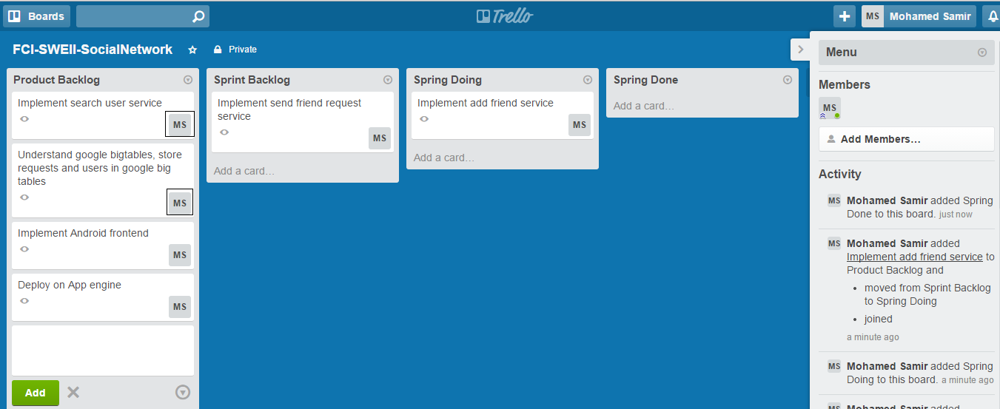 Boards
Trello
MS Mohamed Samir
FCI-SWEII-SocialNetwork
Private
Product Backlog
Implement search user service
MS
Understand google bigtables, store
requests and users in google big
tables
MS
Implement Android frontend
MS
Deploy on App engine
MS
Add
Sprint Backlog
Implement send friend request
service
MS
Add a card…
Spring Doing
Implement add friend service
MS
Add a card…
Spring Done
Add a card…
Menu
Members
MS
Add Members…
Activity
MS Mohamed Samir added Spring
Done to this board. just now
MS Mohamed Samir added
Implement add friend service to
Product Backlog and
• moved from Sprint Backlog
to Spring Doing
• joined
a minute ago
MS Mohamed Samir added Spring
Doing to this board. a minute ago
MS Mohamed Samir added